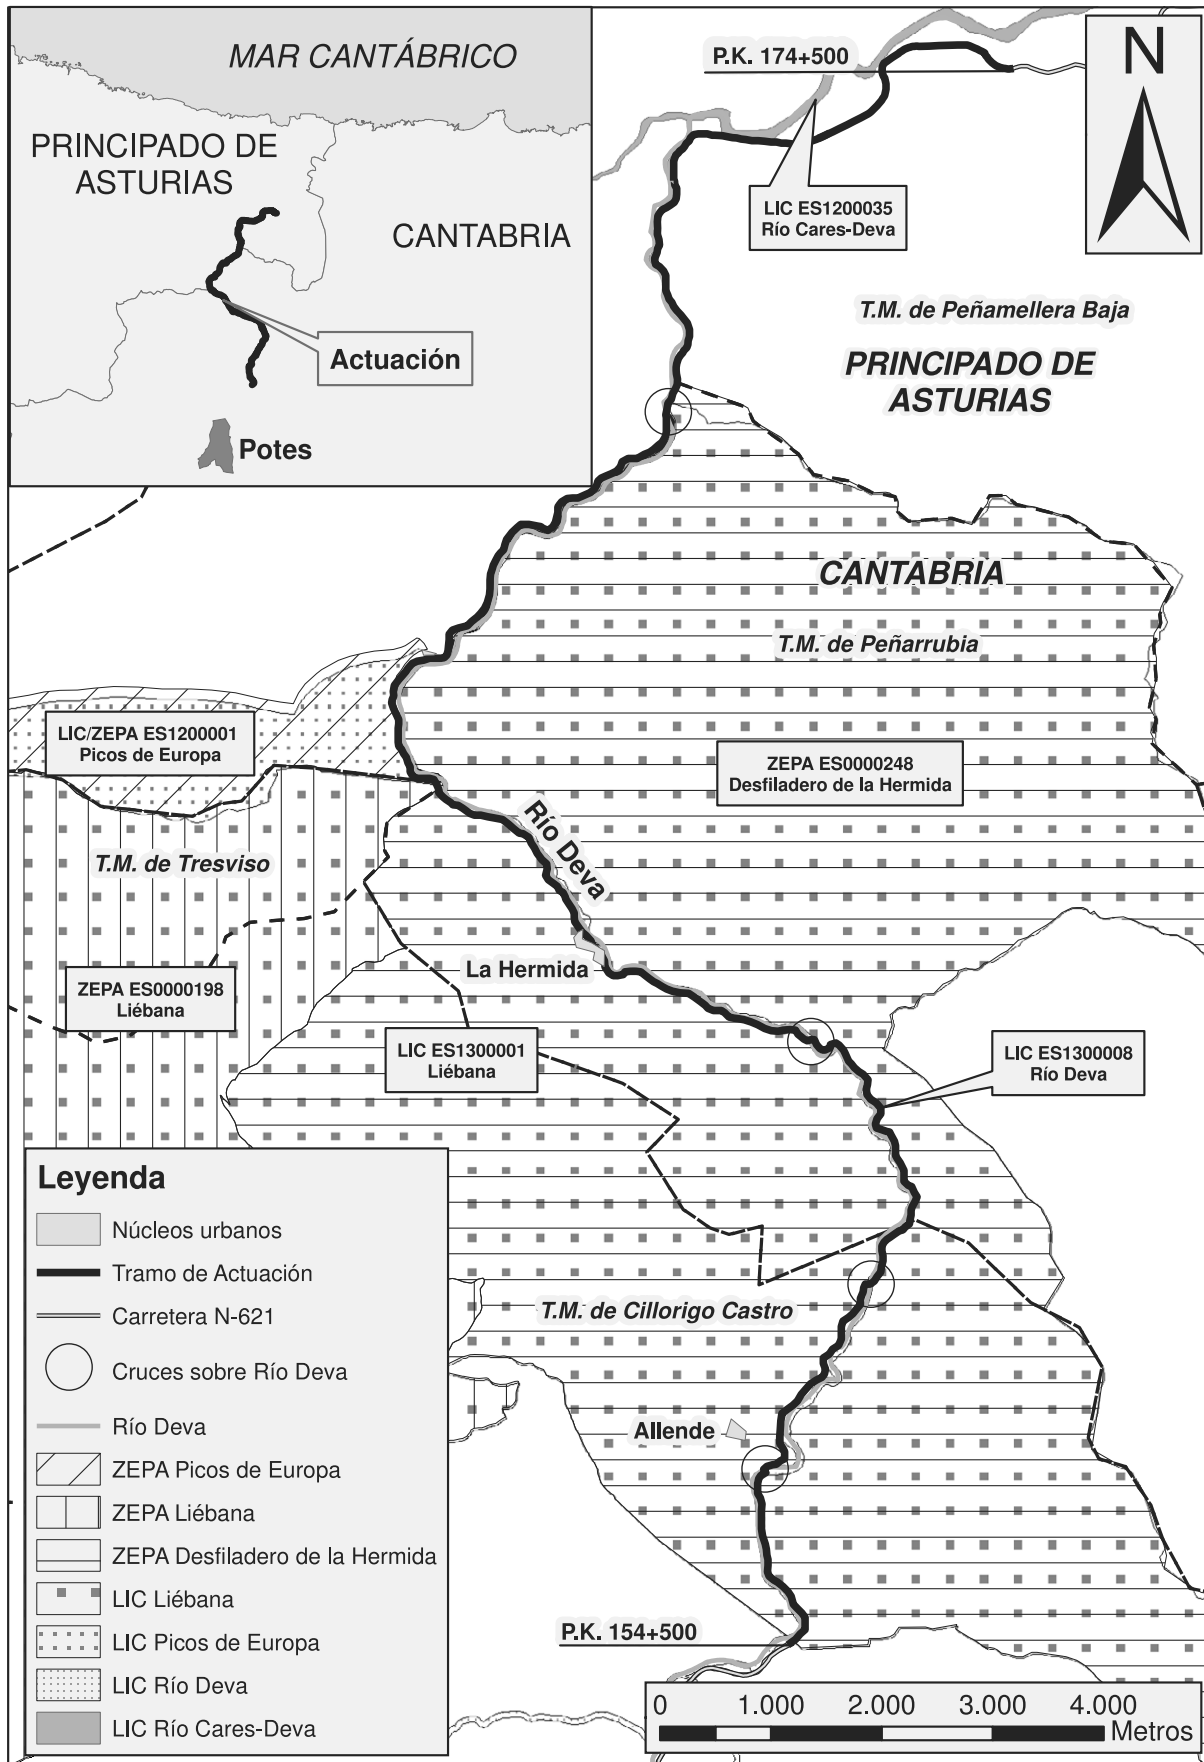 MAR CANTÁBRICO
PRINCIPADO DE
ASTURIAS
CANTABRIA
Actuación
Potes
P.K. 174+500
N
LIC ES1200035
Río Cares-Deva
T.M. de Peñamellera Baja
PRINCIPADO DE
ASTURIAS
CANTABRIA
T.M. de Peñarrubia
LIC/ZEPA ES1200001
Picos de Europa
ZEPA ES0000248
Desfiladero de la Hermida
Río Deva
T.M. de Tresviso
La Hermida
ZEPA ES0000198
Liébana
LIC ES1300001
Liébana
LIC ES1300008
Río Deva
T.M. de Cillorigo Castro
Allende
P.K. 154+500
Leyenda
Núcleos urbanos
Tramo de Actuación
Carretera N-621
Cruces sobre Río Deva
Río Deva
ZEPA Picos de Europa
ZEPA Liébana
ZEPA Desfiladero de la Hermida
LIC Liébana
LIC Picos de Europa
LIC Río Deva
LIC Río Cares-Deva
0 1.000 2.000 3.000 4.000
Metros